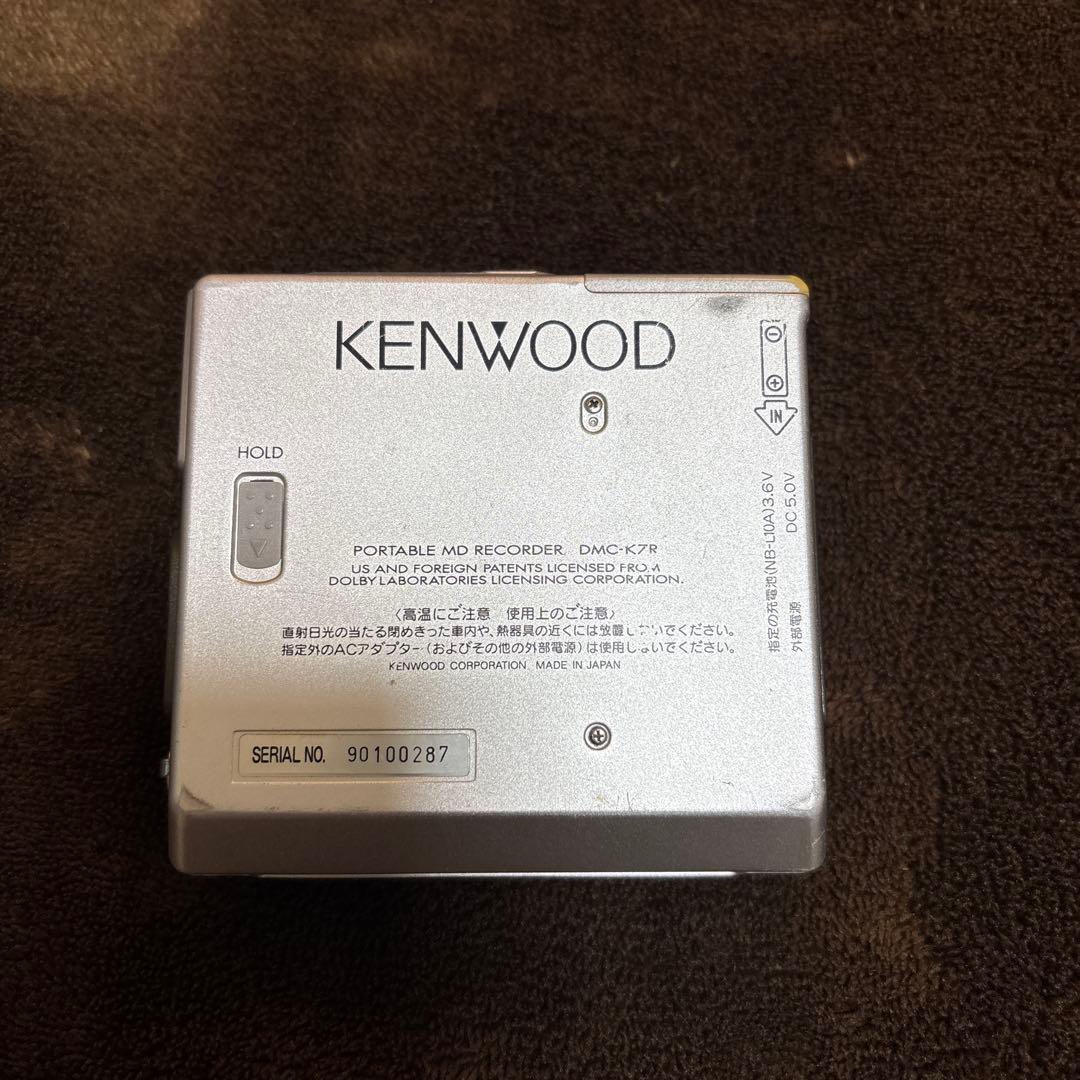 KENWOOD
HOLD
PORTABLE MD RECORDER DMC-K7R
US AND FOREIGN PATENTS LICENSED FROM
DOLBY LABORATORIES LICENSING CORPORATION.
〈高温にご注意 使用上のご注意〉
直射日光の当たる閉めきった車内や、熱器具の近くには放置しないでください。
指定外のACアダプター(およびその他の外部電源)は使用しないでください。
KENWOOD CORPORATION MADE IN JAPAN
SERIAL NO. 90100287
IN
指定の充電池(NB-L10A)3.6V
外部電源 DC 5.0V